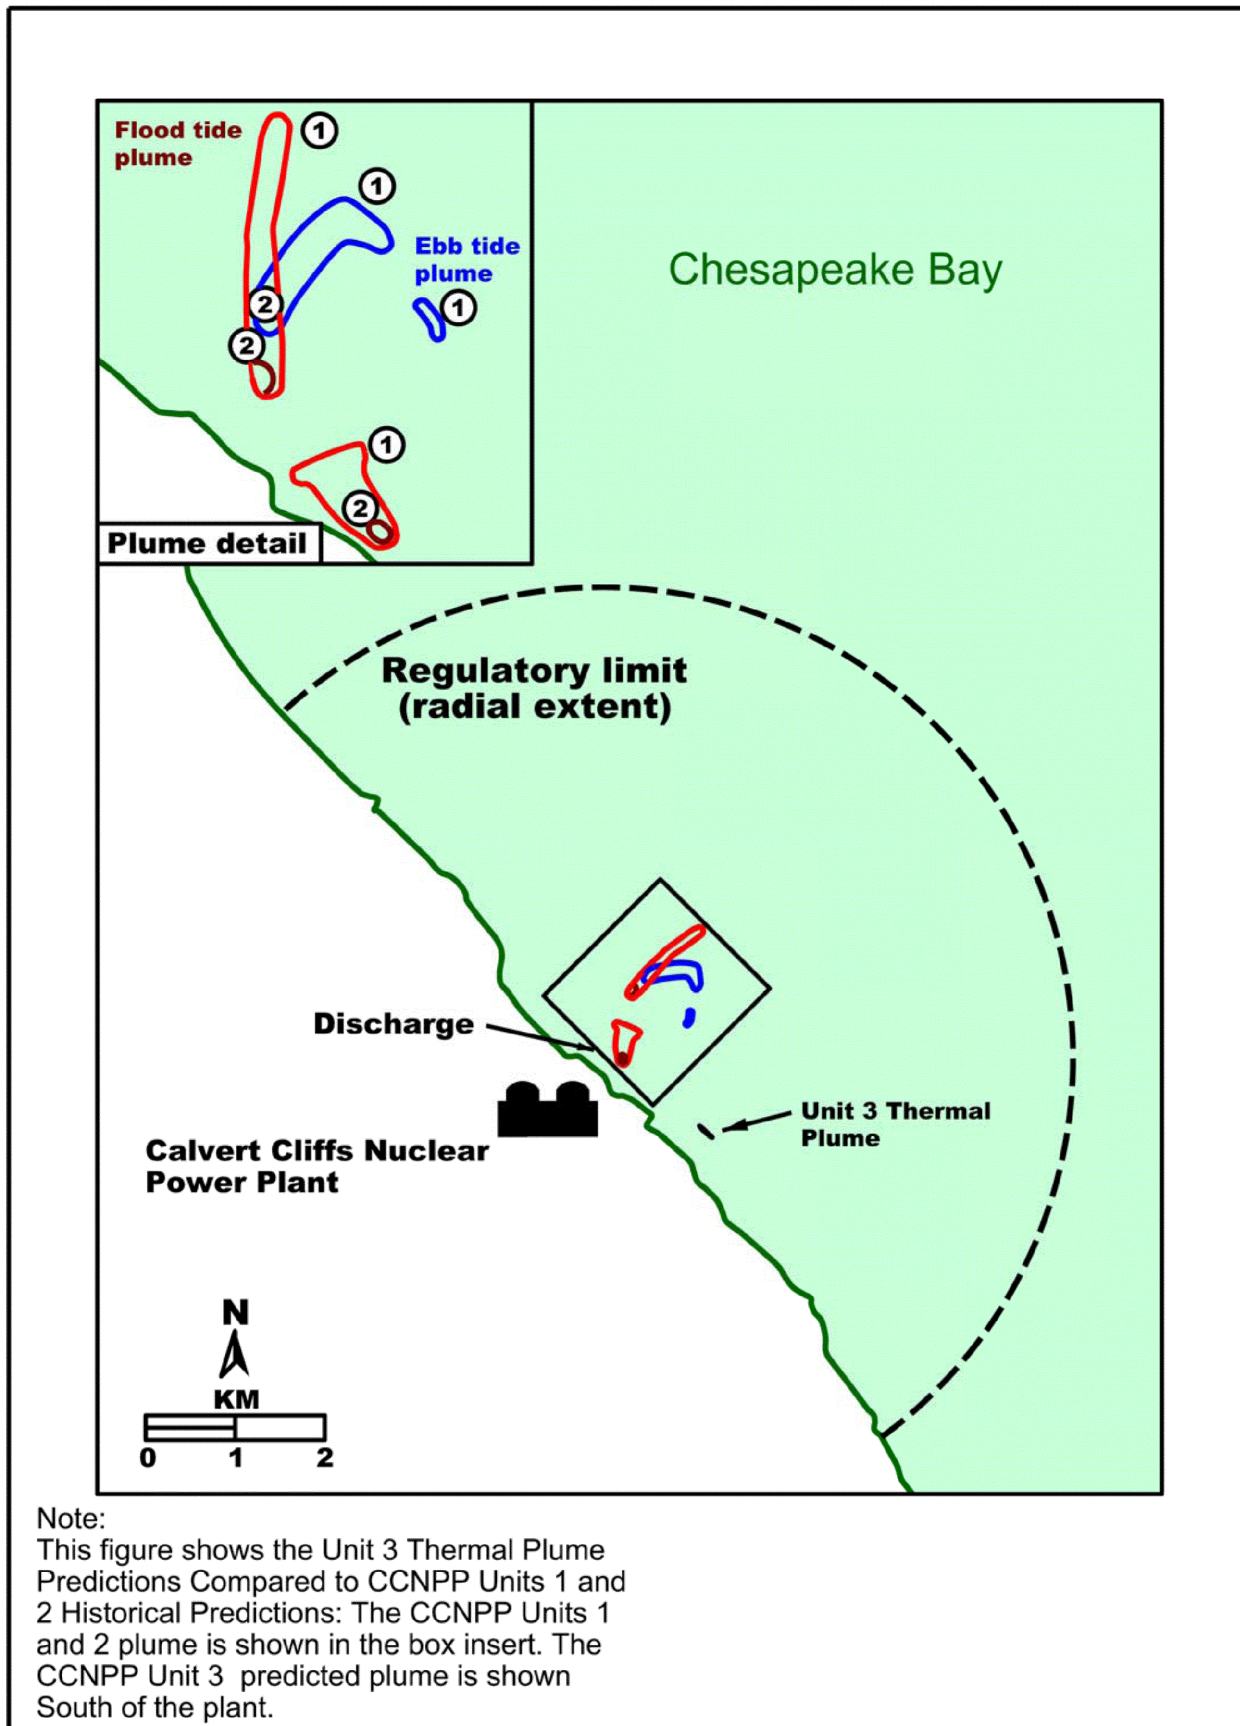 Flood tide
plume
1
1
Ebb tide
plume
1
2
2
1
2
Plume detail
Chesapeake Bay
Regulatory limit
(radial extent)
Discharge
Unit 3 Thermal
Plume
Calvert Cliffs Nuclear
Power Plant
N
KM
0 1 2
Note:
This figure shows the Unit 3 Thermal Plume
Predictions Compared to CCNPP Units 1 and
2 Historical Predictions: The CCNPP Units 1
and 2 plume is shown in the box insert. The
CCNPP Unit 3 predicted plume is shown
South of the plant.